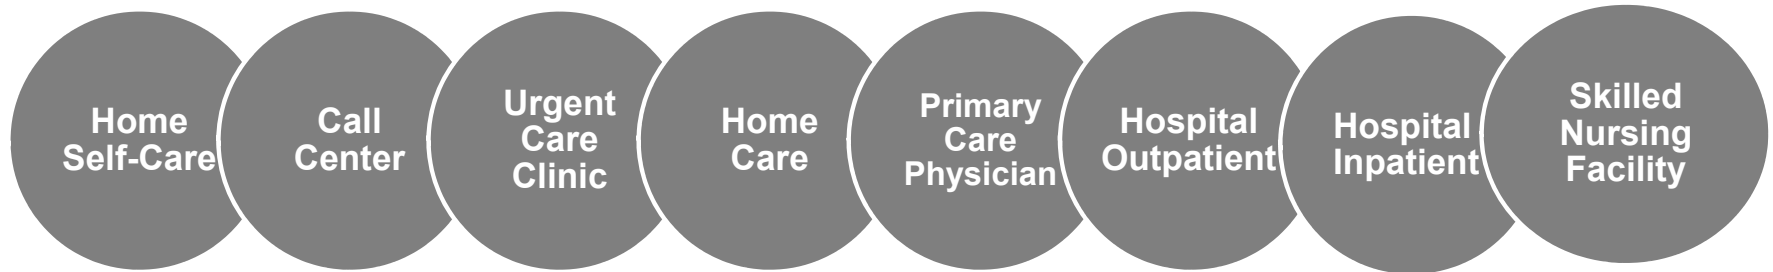 Home
Self-Care
Call
Center
Urgent
Care
Clinic
Home
Care
Primary
Care
Physician
Hospital
Outpatient
Hospital
Inpatient
Skilled
Nursing
Facility